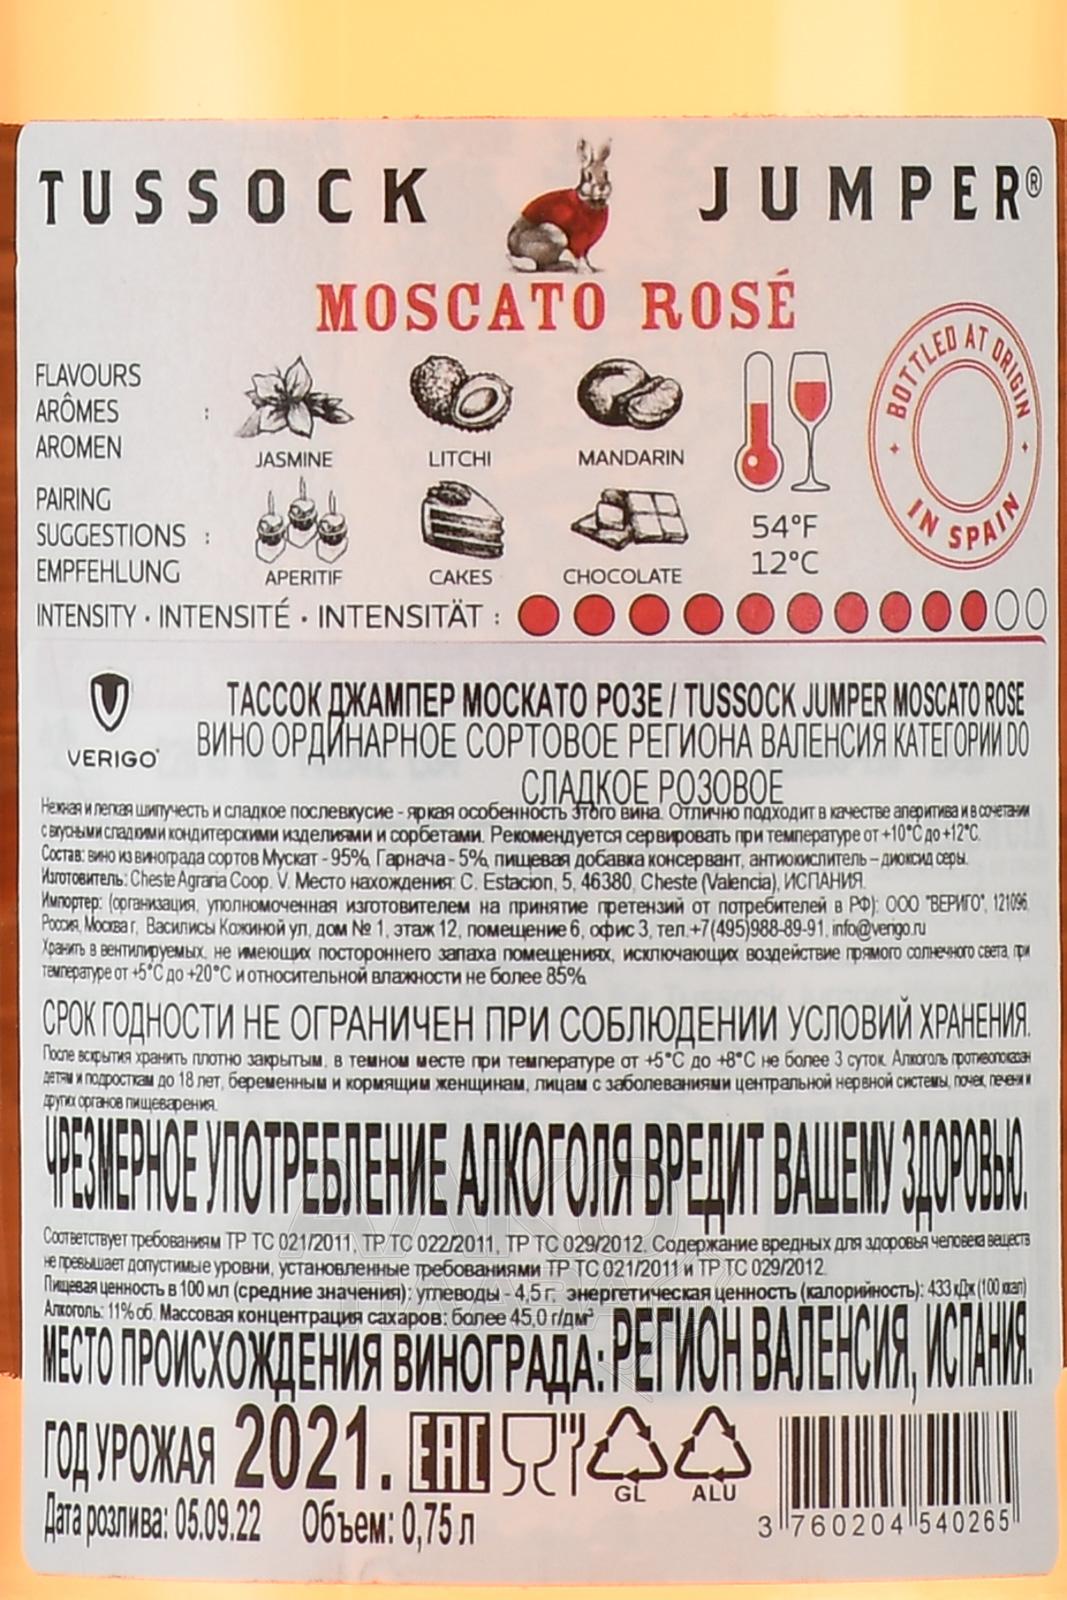 TUSSOCK JUMPER®
MOSCATO ROSÉ
FLAVOURS
ARÔMES :
AROMEN
JASMINE LITCHI MANDARIN
PAIRING
SUGGESTIONS :
EMPFEHLUNG
APERITIF CAKES CHOCOLATE
54°F
12°C
BOTTLED AT ORIGIN
IN SPAIN
INTENSITY · INTENSITÉ · INTENSITÄT :
VERIGO
ТАССОК ДЖАМПЕР МОСКАТО РОЗЕ / TUSSOCK JUMPER MOSCATO ROSE
ВИНО ОРДИНАРНОЕ СОРТОВОЕ РЕГИОНА ВАЛЕНСИЯ КАТЕГОРИИ DO
СЛАДКОЕ РОЗОВОЕ
Нежная и легкая шипучесть и сладкое послевкусие - яркая особенность этого вина. Отлично подходит в качестве аперитива и в сочетании
с вкусными сладкими кондитерскими изделиями и сорбетами. Рекомендуется сервировать при температуре от +10°С до +12°С.
Состав: вино из винограда сортов Мускат - 95%, Гарнача - 5%, пищевая добавка консервант, антиокислитель – диоксид серы.
Изготовитель: Cheste Agraria Coop. V. Место нахождения: C. Estacion, 5, 46380, Cheste (Valencia), ИСПАНИЯ.
Импортер: (организация, уполномоченная изготовителем на принятие претензий от потребителей в РФ): ООО "ВЕРИГО", 121096,
Россия, Москва г, Василисы Кожиной ул, дом № 1, этаж 12, помещение 6, офис 3, тел.+7(495)988-89-91, info@verigo.ru
Хранить в вентилируемых, не имеющих постороннего запаха помещениях, исключающих воздействие прямого солнечного света, при
температуре от +5°С до +20°С и относительной влажности не более 85%.
СРОК ГОДНОСТИ НЕ ОГРАНИЧЕН ПРИ СОБЛЮДЕНИИ УСЛОВИЙ ХРАНЕНИЯ.
После вскрытия хранить плотно закрытым, в темном месте при температуре от +5°С до +8°С не более 3 суток. Алкоголь противопоказан
детям и подросткам до 18 лет, беременным и кормящим женщинам, лицам с заболеваниями центральной нервной системы, почек, печени и
других органов пищеварения.
ЧРЕЗМЕРНОЕ УПОТРЕБЛЕНИЕ АЛКОГОЛЯ ВРЕДИТ ВАШЕМУ ЗДОРОВЬЮ.
Соответствует требованиям ТР ТС 021/2011, ТР ТС 022/2011, ТР ТС 029/2012. Содержание вредных для здоровья человека веществ
не превышает допустимые уровни, установленные требованиями ТР ТС 021/2011 и ТР ТС 029/2012.
Пищевая ценность в 100 мл (средние значения): углеводы - 4,5 г; энергетическая ценность (калорийность): 433 кДж (100 ккал)
Алкоголь: 11% об. Массовая концентрация сахаров: более 45,0 г/дм³
МЕСТО ПРОИСХОЖДЕНИЯ ВИНОГРАДА: РЕГИОН ВАЛЕНСИЯ, ИСПАНИЯ.
ГОД УРОЖАЯ 2021. EAC GL ALU
Дата розлива: 05.09.22 Объем: 0,75 л
3 760204 540265